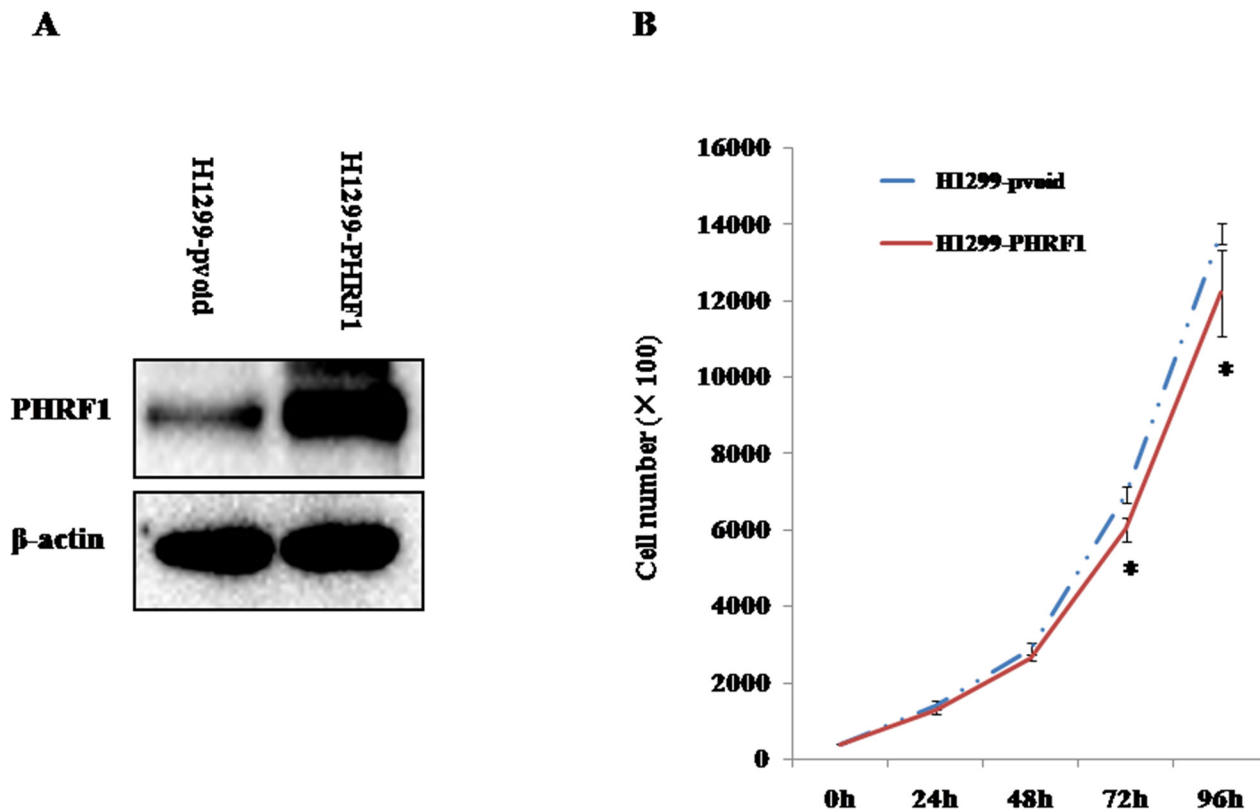 A
H1299-pvoid
H1299-PHRF1
PHRF1
β-actin
B
Cell number (×100)
16000
14000
12000
10000
8000
6000
4000
2000
0
H1299-pvoid
H1299-PHRF1
*
*
0h 24h 48h 72h 96h